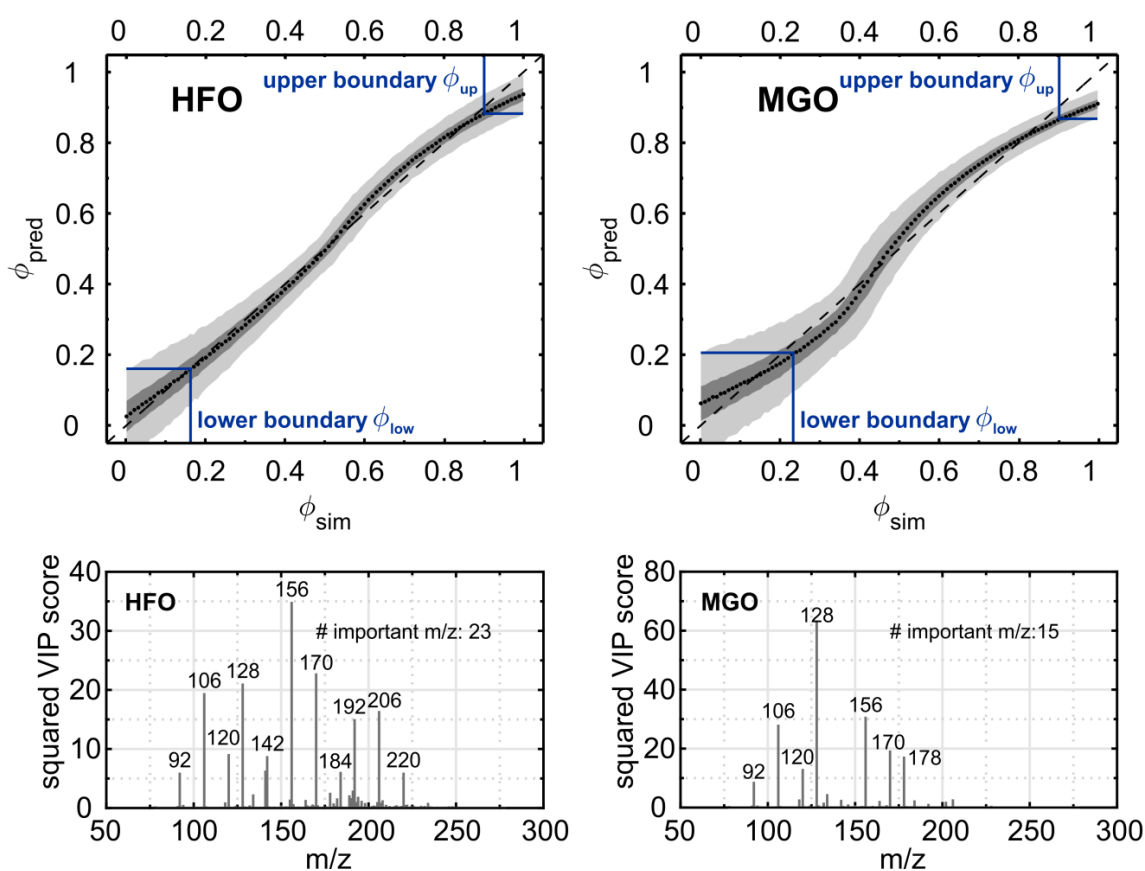 0 0.2 0.4 0.6 0.8 1
upper boundary ϕup
HFO
1
0.8
0.6
0.4
0.2
0
ϕpred
lower boundary ϕlow
0 0.2 0.4 0.6 0.8 1
ϕsim
0 0.2 0.4 0.6 0.8 1
upper boundary ϕup
MGO
1
0.8
0.6
0.4
0.2
0
ϕpred
lower boundary ϕlow
0 0.2 0.4 0.6 0.8 1
ϕsim
squared VIP score
40
30
20
10
0
HFO
156
# important m/z: 23
170
128
106
192 206
120 142
92
184 220
50 100 150 200 250 300
m/z
squared VIP score
80
60
40
20
0
MGO
128
# important m/z:15
156
106
170
178
120
92
50 100 150 200 250 300
m/z